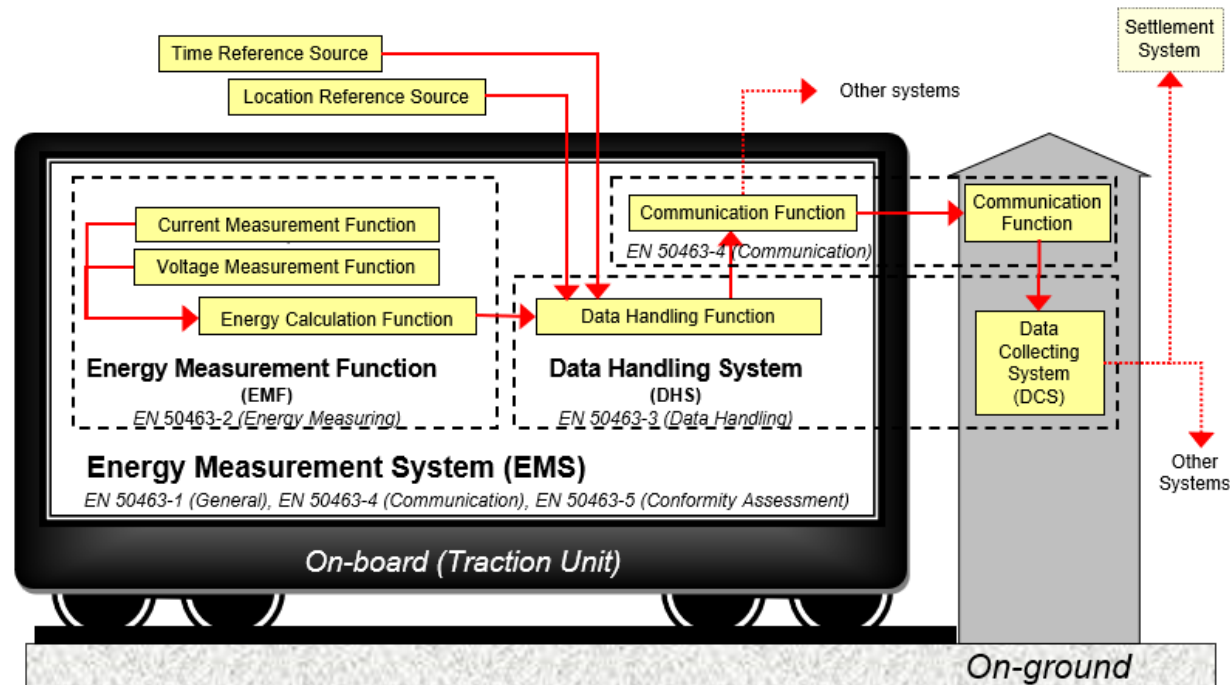 Time Reference Source
Location Reference Source
Other systems
Settlement
System
Current Measurement Function
Voltage Measurement Function
Energy Calculation Function
Energy Measurement Function
(EMF)
EN 50463-2 (Energy Measuring)
Communication Function
EN 50463-4 (Communication)
Data Handling Function
Data Handling System
(DHS)
EN 50463-3 (Data Handling)
Communication
Function
Data
Collecting
System
(DCS)
Other
Systems
Energy Measurement System (EMS)
EN 50463-1 (General), EN 50463-4 (Communication), EN 50463-5 (Conformity Assessment)
On-board (Traction Unit)
On-ground